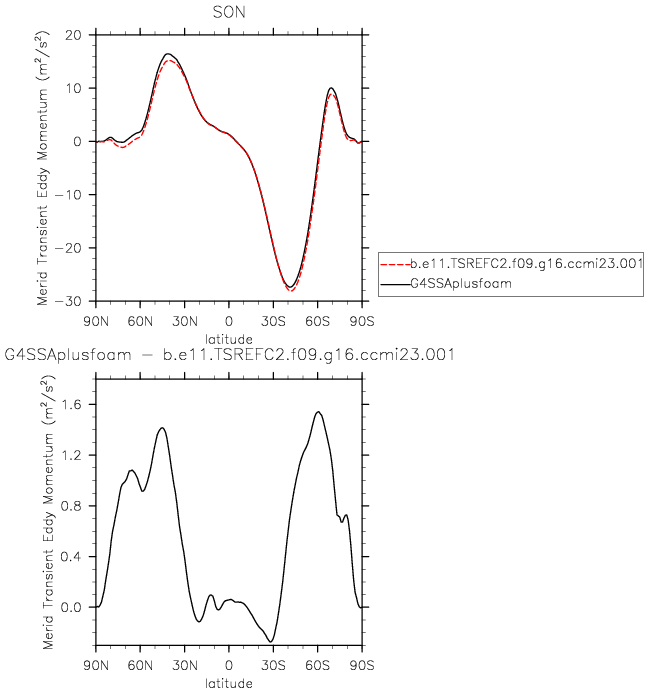 SON
Merid Transient Eddy Momentum (m²/s²)
20
10
0
−10
−20
−30
90N 60N 30N 0 30S 60S 90S
latitude
b.e11.TSREFC2.f09.g16.ccmi23.001
G4SSAplusfoam
G4SSAplusfoam − b.e11.TSREFC2.f09.g16.ccmi23.001
Merid Transient Eddy Momentum (m²/s²)
1.6
1.2
0.8
0.4
0.0
90N 60N 30N 0 30S 60S 90S
latitude